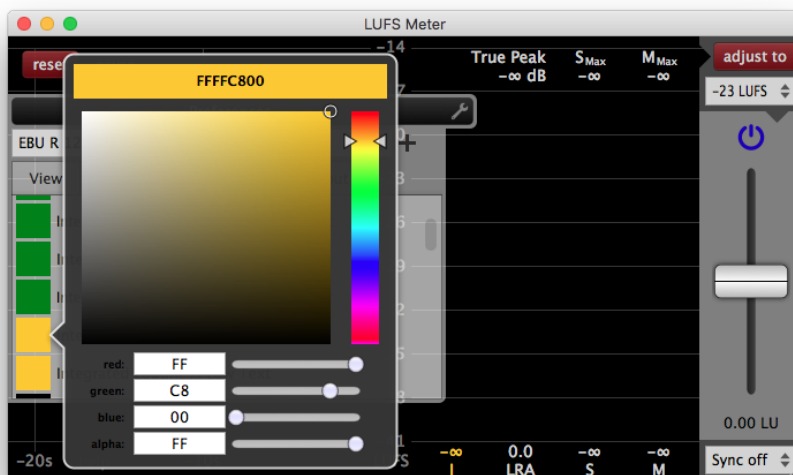 LUFS Meter
-14
True Peak
-∞ dB
SMax
-∞
MMax
-∞
adjust to
-23 LUFS
FFFFC800
EBU R
View
red: FF
green: C8
blue: 00
alpha: FF
0.00 LU
-20s
-∞
I
0.0
LRA
-∞
S
-∞
M
Sync off